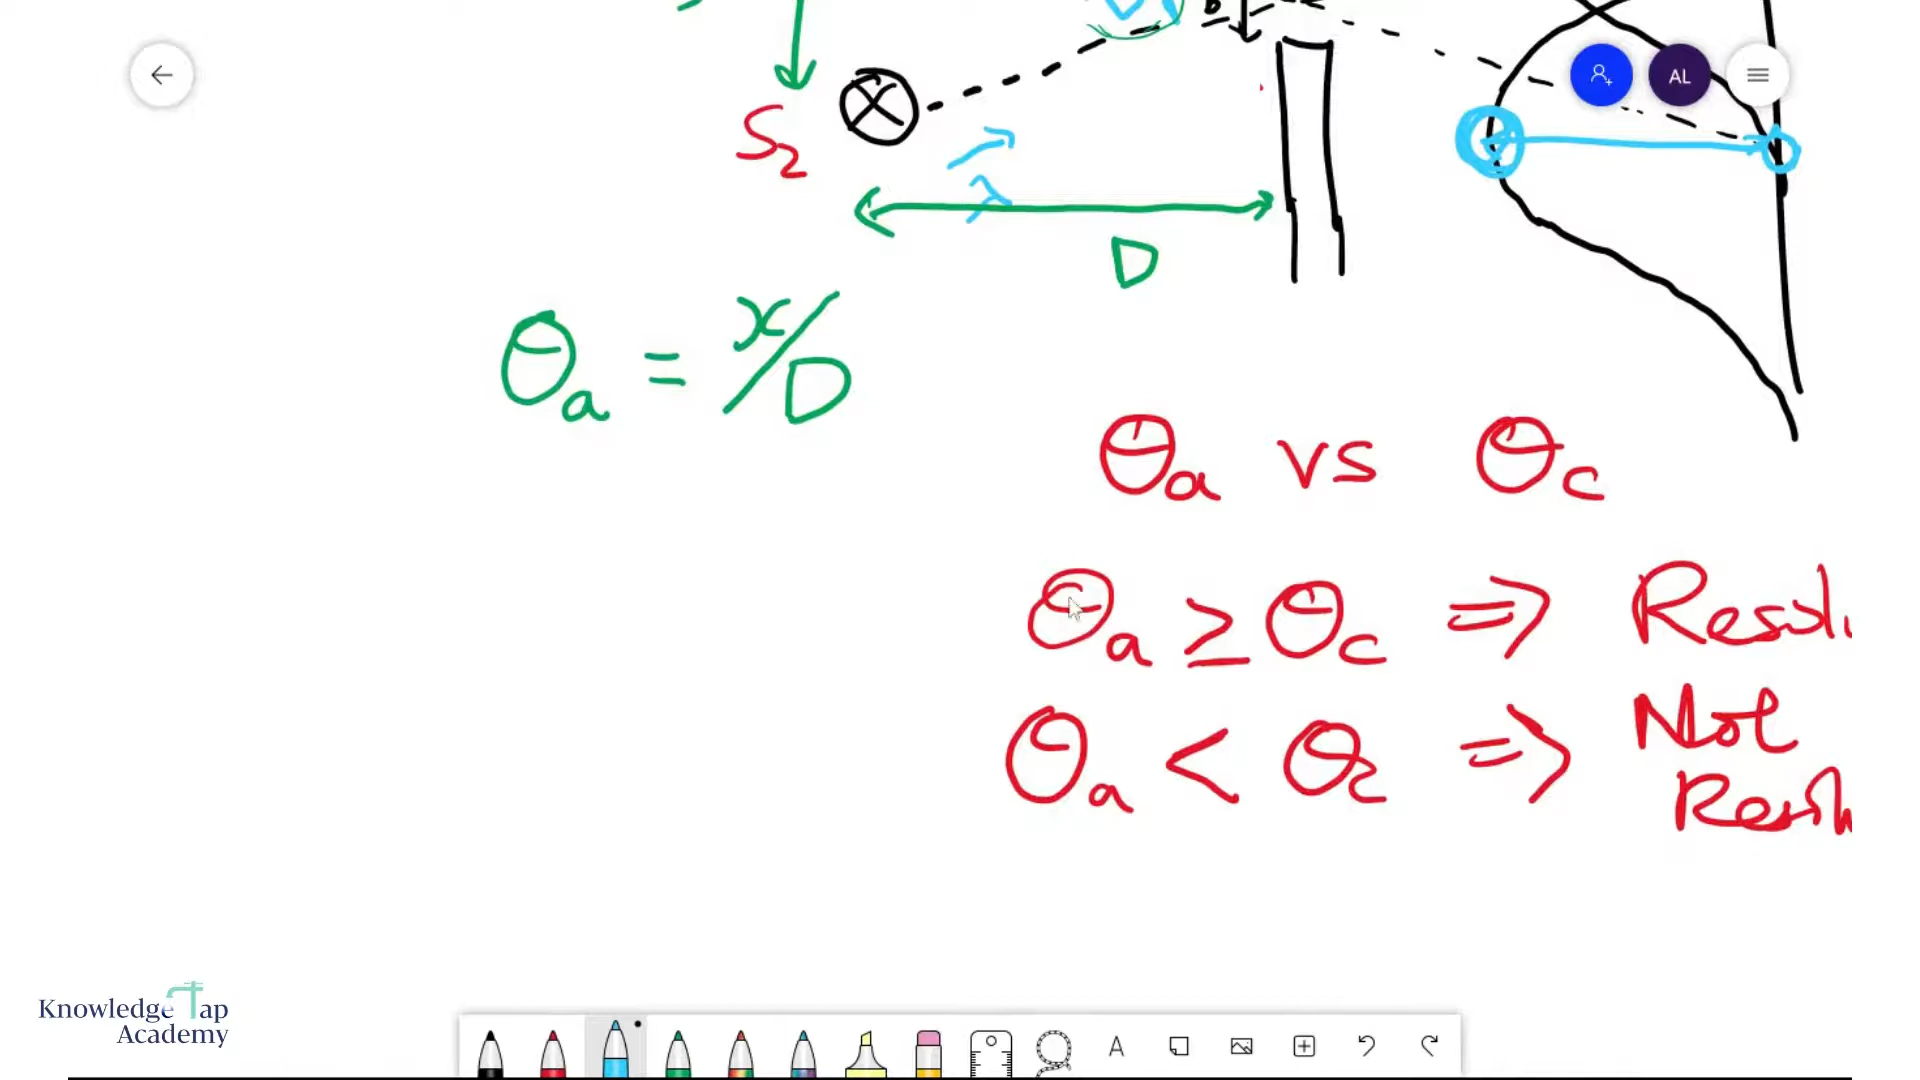 b
AL
S₂
λ
D
θa = x/D
θa vs θc
θa ≥ θc ⇒
θa < θc ⇒ Not
Knowledge Tap
Academy
A